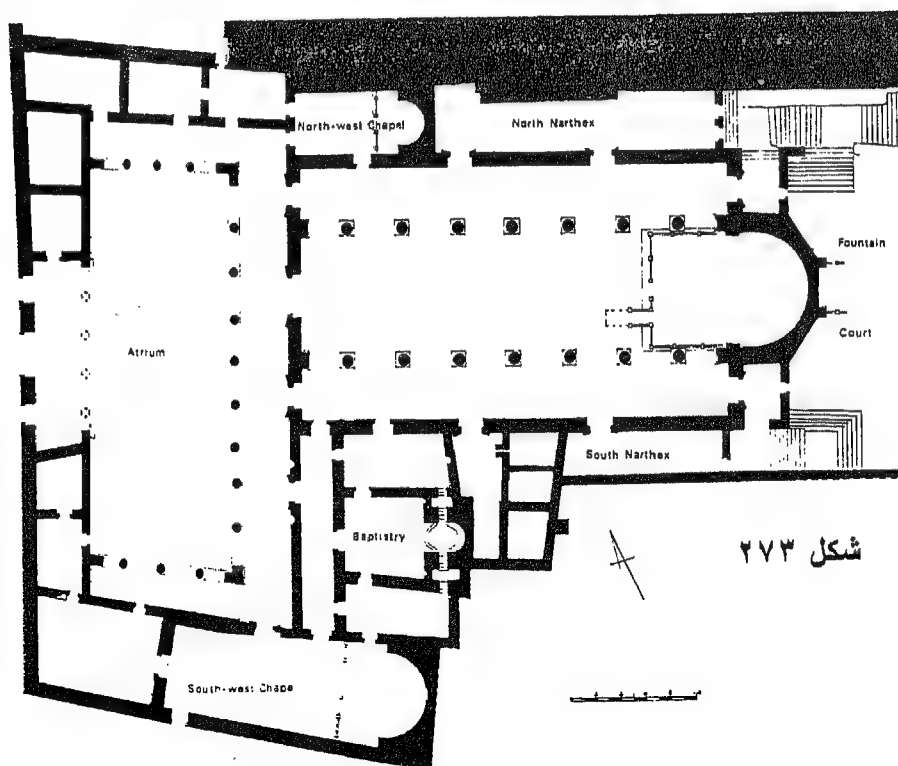 North-west Chapel
North Narthex
Fountain
Atrium
Court
South Narthex
Baptistry
شكل ٢٧٣
South-west Chape